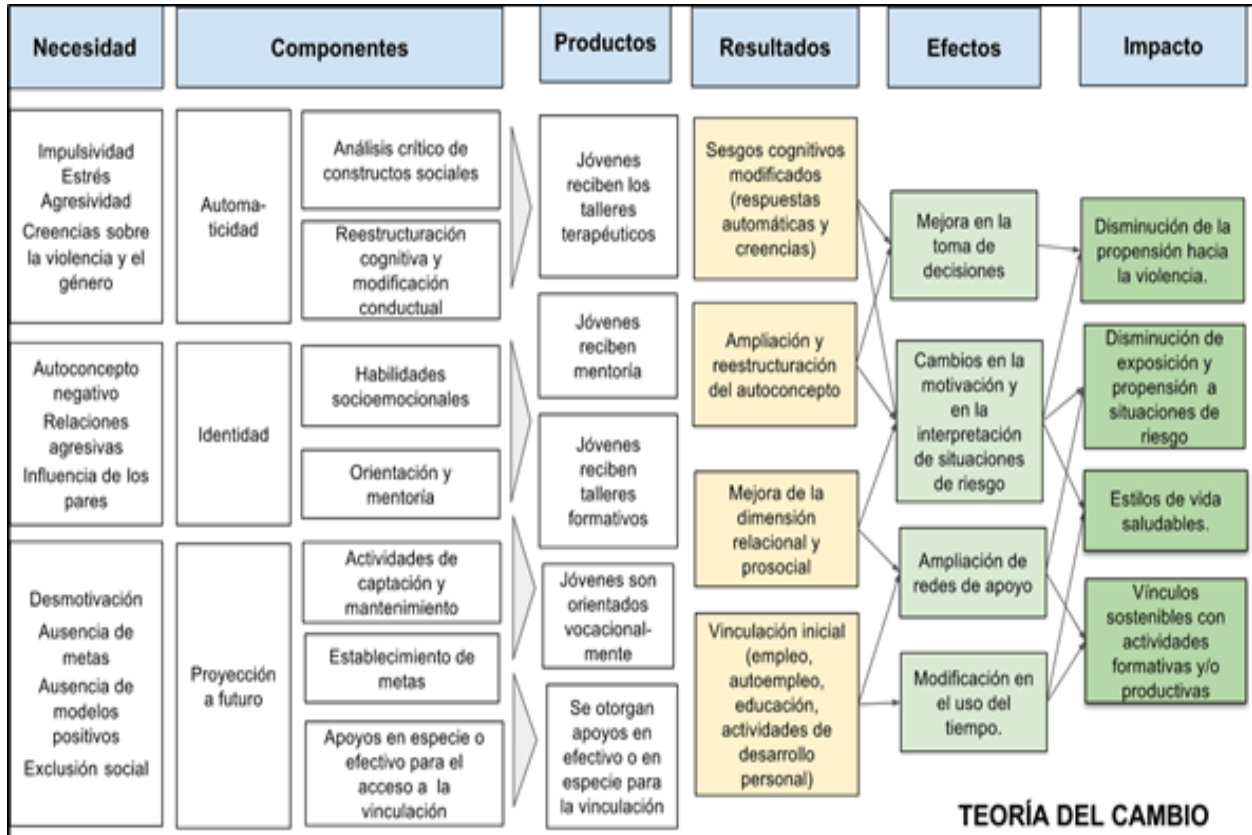 Necesidad
Componentes
Productos
Resultados
Efectos
Impacto
Impulsividad
Estrés
Agresividad
Creencias sobre
la violencia y el
género
Automa-
ticidad
Análisis crítico de
constructos sociales
Reestructuración
cognitiva y
modificación
conductual
Autoconcepto
negativo
Relaciones
agresivas
Influencia de los
pares
Identidad
Habilidades
socioemocionales
Orientación y
mentoría
Desmotivación
Ausencia de
metas
Ausencia de
modelos
positivos
Exclusión social
Proyección
a futuro
Actividades de
captación y
mantenimiento
Establecimiento de
metas
Apoyos en especie o
efectivo para el
acceso a la
vinculación
Jóvenes
reciben los
talleres
terapéuticos
Jóvenes
reciben
mentoría
Jóvenes
reciben
talleres
formativos
Jóvenes son
orientados
vocacional-
mente
Se otorgan
apoyos en
efectivo o en
especie para
la vinculación
Sesgos cognitivos
modificados
(respuestas
automáticas y
creencias)
Ampliación y
reestructuración
del autoconcepto
Mejora de la
dimensión
relacional y
prosocial
Vinculación inicial
(empleo,
autoempleo,
educación,
actividades de
desarrollo
personal)
Mejora en la
toma de
decisiones
Cambios en la
motivación y
en la
interpretación
de situaciones
de riesgo
Ampliación de
redes de apoyo
Modificación en
el uso del
tiempo.
Disminución de la
propensión hacia
la violencia.
Disminución de
exposición y
propensión a
situaciones de
riesgo
Estilos de vida
saludables.
Vínculos
sostenibles con
actividades
formativas y/o
productivas
TEORÍA DEL CAMBIO